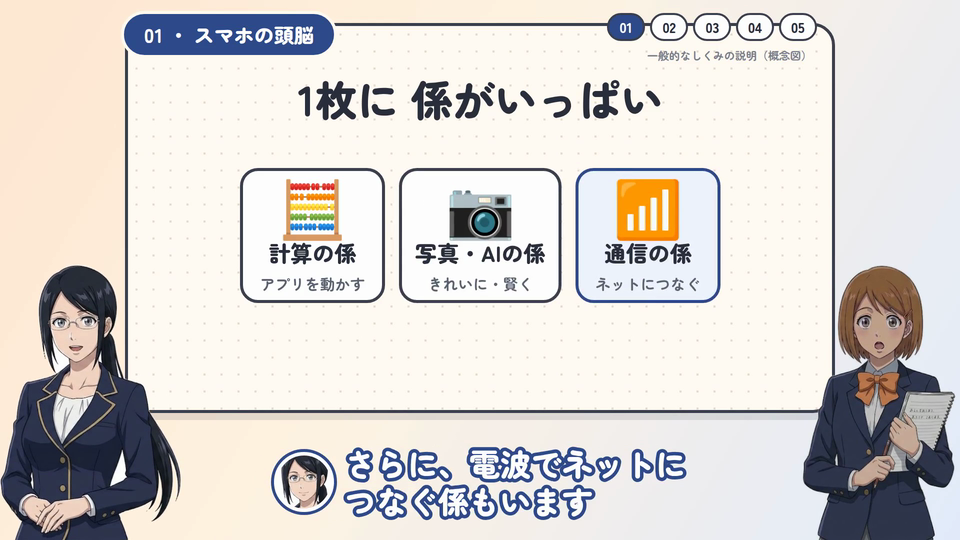 01 ・ スマホの頭脳
01 02 03 04 05
一般的なしくみの説明（概念図）
1枚に 係がいっぱい
計算の係
アプリを動かす
写真・AIの係
きれいに・賢く
通信の係
ネットにつなぐ
さらに、電波でネットに
つなぐ係もいます